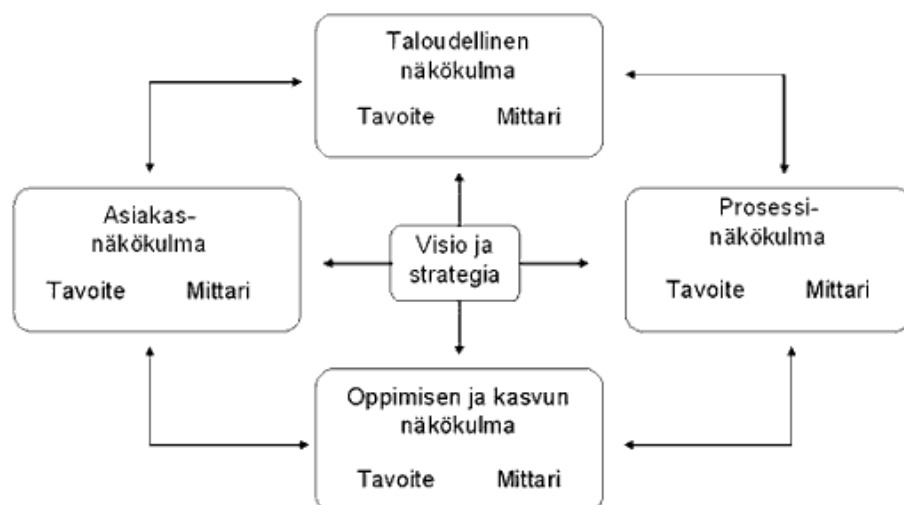 Taloudellinen
näkökulma
Tavoite Mittari
Asiakas-
näkökulma
Tavoite Mittari
Visio ja
strategia
Prosessi-
näkökulma
Tavoite Mittari
Oppimisen ja kasvun
näkökulma
Tavoite Mittari